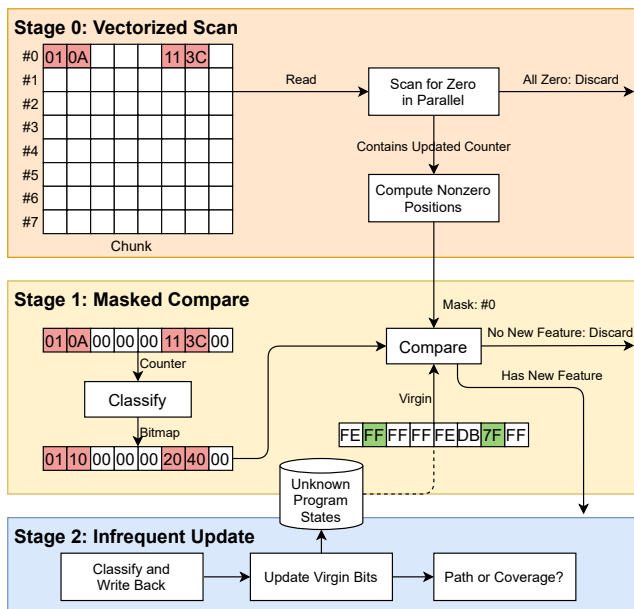 Stage 0: Vectorized Scan
#0 01 0A 11 3C
#1
#2
#3
#4
#5
#6
#7
Chunk
Read
Scan for Zero
in Parallel
All Zero: Discard
Contains Updated Counter
Compute Nonzero
Positions
Stage 1: Masked Compare
Mask: #0
01 0A 00 00 00 11 3C 00
Counter
Classify
Bitmap
01 10 00 00 00 20 40 00
Compare
No New Feature: Discard
Has New Feature
Virgin
FE FF FF FF FE DB 7F FF
Unknown
Program
States
Stage 2: Infrequent Update
Classify and
Write Back
Update Virgin Bits
Path or Coverage?